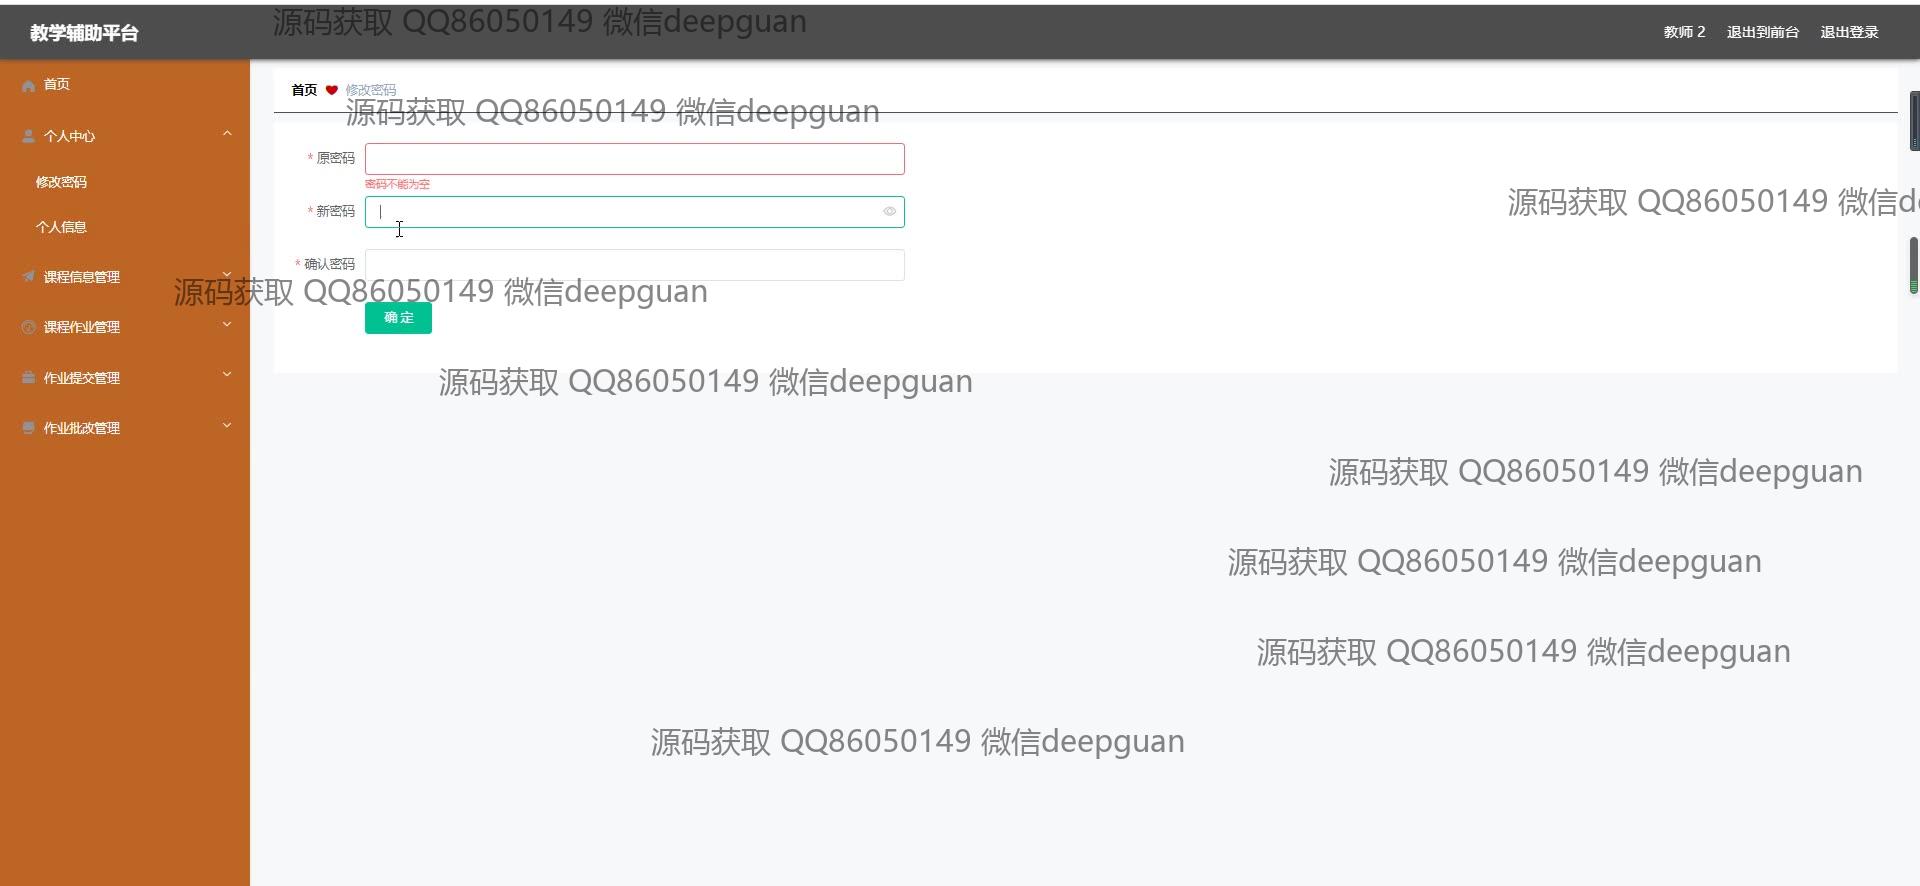 教学辅助平台
源码获取 QQ86050149 微信deepguan
教师 2
退出到前台
退出登录
首页
首页
修改密码
源码获取 QQ86050149 微信deepguan
个人中心
* 原密码
密码不能为空
修改密码
源码获取 QQ86050149 微信de
* 新密码
个人信息
* 确认密码
课程信息管理
源码获取 QQ86050149 微信deepguan
确定
课程作业管理
作业提交管理
源码获取 QQ86050149 微信deepguan
作业批改管理
源码获取 QQ86050149 微信deepguan
源码获取 QQ86050149 微信deepguan
源码获取 QQ86050149 微信deepguan
源码获取 QQ86050149 微信deepguan